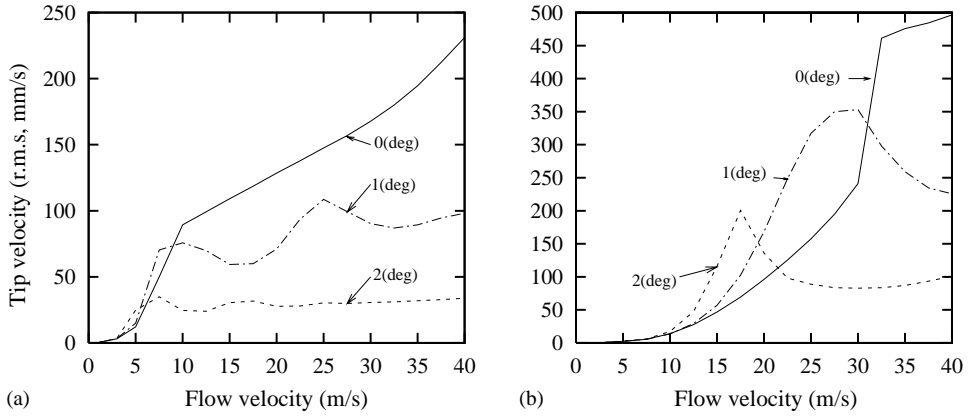 Tip velocity (r.m.s, mm/s)
250
200
150
100
50
0
0(deg)
1(deg)
2(deg)
0 5 10 15 20 25 30 35 40
(a)
Flow velocity (m/s)
500
450
400
350
300
250
200
150
100
50
0
0(deg)
1(deg)
2(deg)
0 5 10 15 20 25 30 35 40
(b)
Flow velocity (m/s)